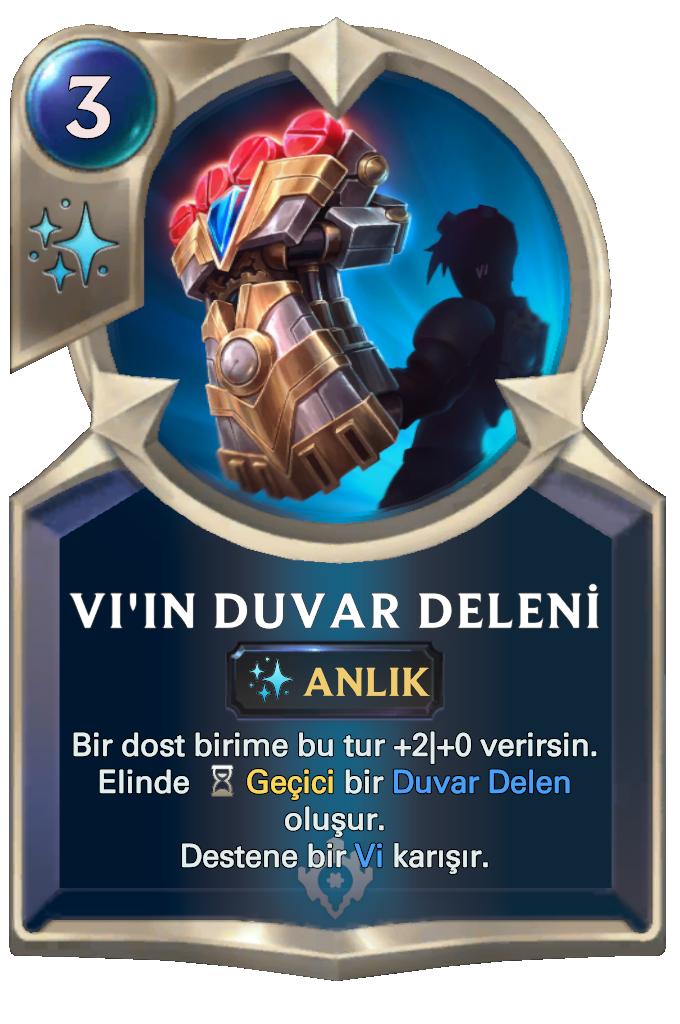 3
VI'IN DUVAR DELENİ
ANLIK
Bir dost birime bu tur +2|+0 verirsin.
Elinde Geçici bir Duvar Delen
oluşur.
Destene bir Vi karışır.